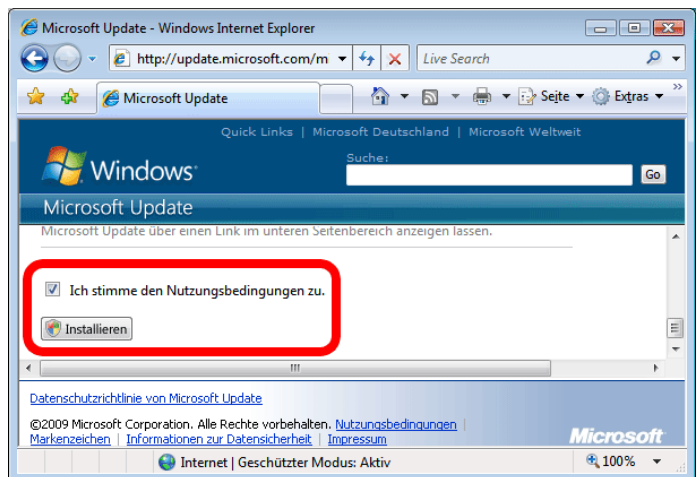 Microsoft Update - Windows Internet Explorer
http://update.microsoft.com/m
Live Search
Microsoft Update
Seite
Extras
Quick Links | Microsoft Deutschland | Microsoft Weltweit
Suche:
Windows
Go
Microsoft Update
Microsoft Update über einen Link im unteren Seitenbereich anzeigen lassen.
Ich stimme den Nutzungsbedingungen zu.
Installieren
Datenschutzrichtlinie von Microsoft Update
©2009 Microsoft Corporation. Alle Rechte vorbehalten. Nutzungsbedingungen |
Markenzeichen | Informationen zur Datensicherheit | Impressum
Microsoft
Internet | Geschützter Modus: Aktiv
100%